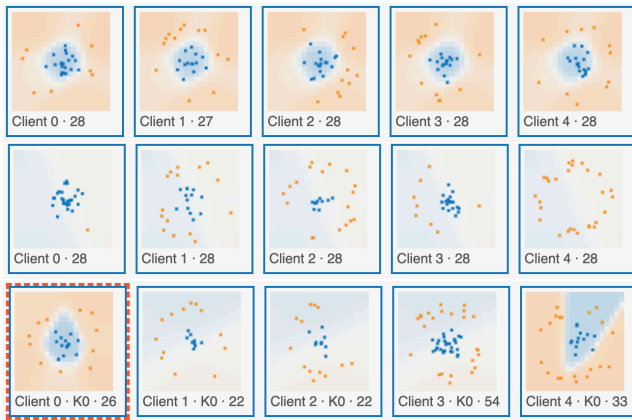 Client 0 · 28
Client 1 · 27
Client 2 · 28
Client 3 · 28
Client 4 · 28
Client 0 · 28
Client 1 · 28
Client 2 · 28
Client 3 · 28
Client 4 · 28
Client 0 · K0 · 26
Client 1 · K0 · 22
Client 2 · K0 · 22
Client 3 · K0 · 54
Client 4 · K0 · 33